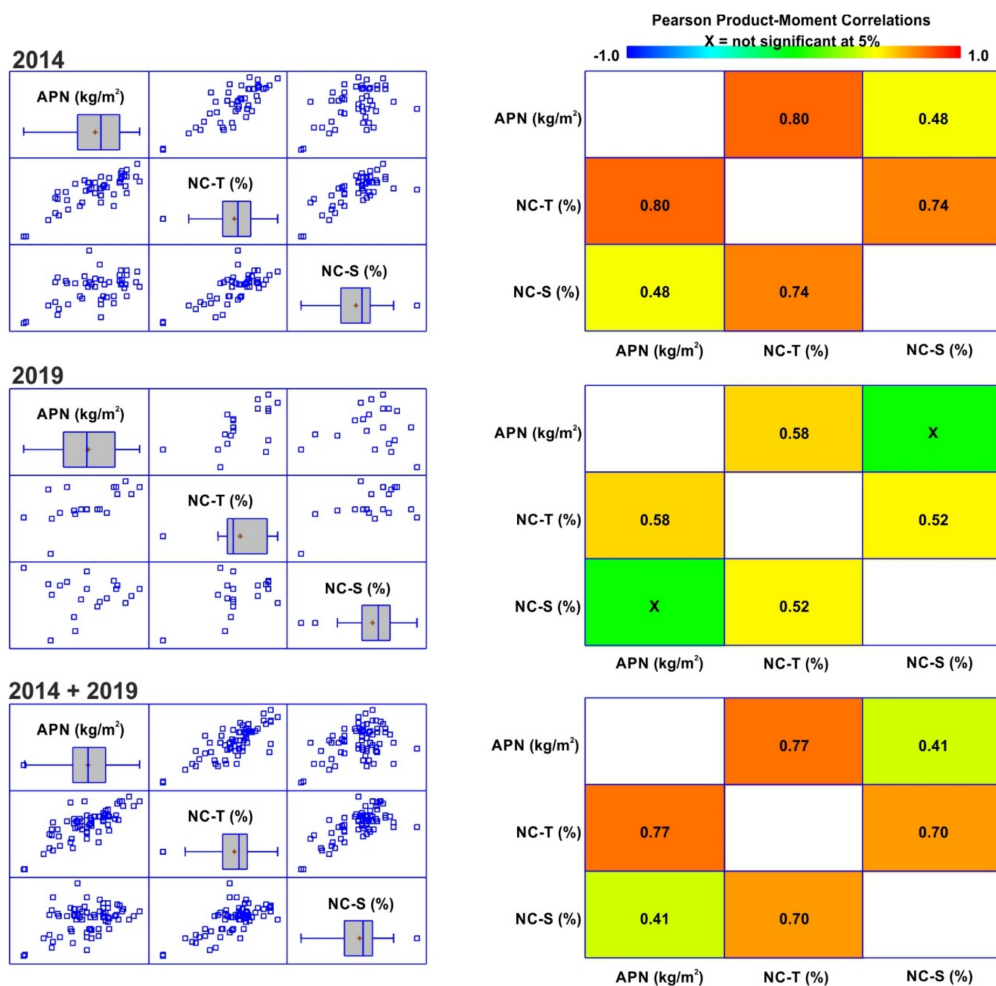 Pearson Product-Moment Correlations
X = not significant at 5%
-1.0 1.0
2014
APN (kg/m²)
NC-T (%)
NC-S (%)
APN (kg/m²) 0.80 0.48
NC-T (%) 0.80 0.74
NC-S (%) 0.48 0.74
APN (kg/m²) NC-T (%) NC-S (%)
2019
APN (kg/m²)
NC-T (%)
NC-S (%)
APN (kg/m²) 0.58 X
NC-T (%) 0.58 0.52
NC-S (%) X 0.52
APN (kg/m²) NC-T (%) NC-S (%)
2014 + 2019
APN (kg/m²)
NC-T (%)
NC-S (%)
APN (kg/m²) 0.77 0.41
NC-T (%) 0.77 0.70
NC-S (%) 0.41 0.70
APN (kg/m²) NC-T (%) NC-S (%)